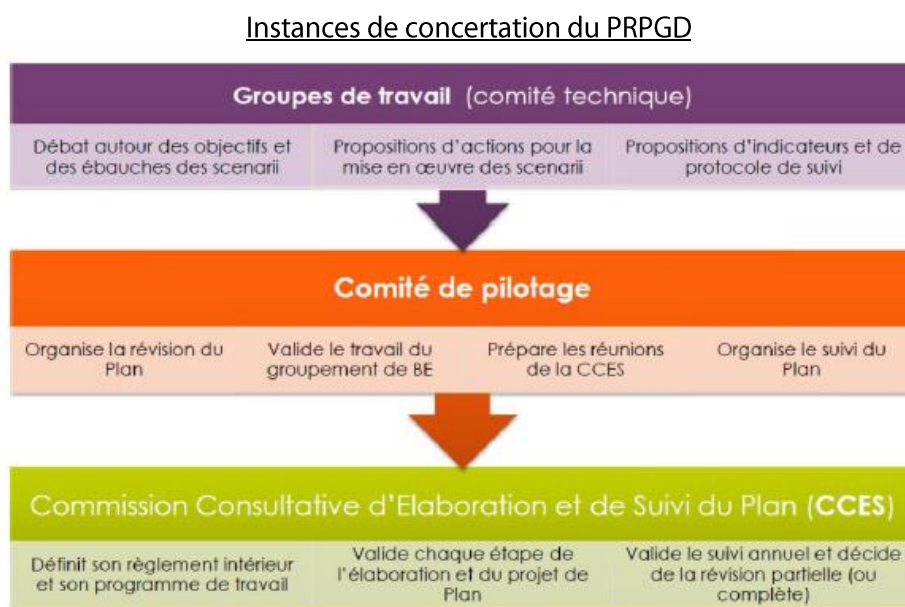 Instances de concertation du PRPGD
Groupes de travail (comité technique)
Débat autour des objectifs et
des ébauches des scenarii
Propositions d'actions pour la
mise en œuvre des scenarii
Propositions d'indicateurs et de
protocole de suivi
Comité de pilotage
Organise la révision du
Plan
Valide le travail du
groupement de BE
Prépare les réunions
de la CCES
Organise le suivi du
Plan
Commission Consultative d'Elaboration et de Suivi du Plan (CCES)
Définit son règlement intérieur
et son programme de travail
Valide chaque étape de
l'élaboration et du projet de
Plan
Valide le suivi annuel et décide
de la révision partielle (ou
complète)